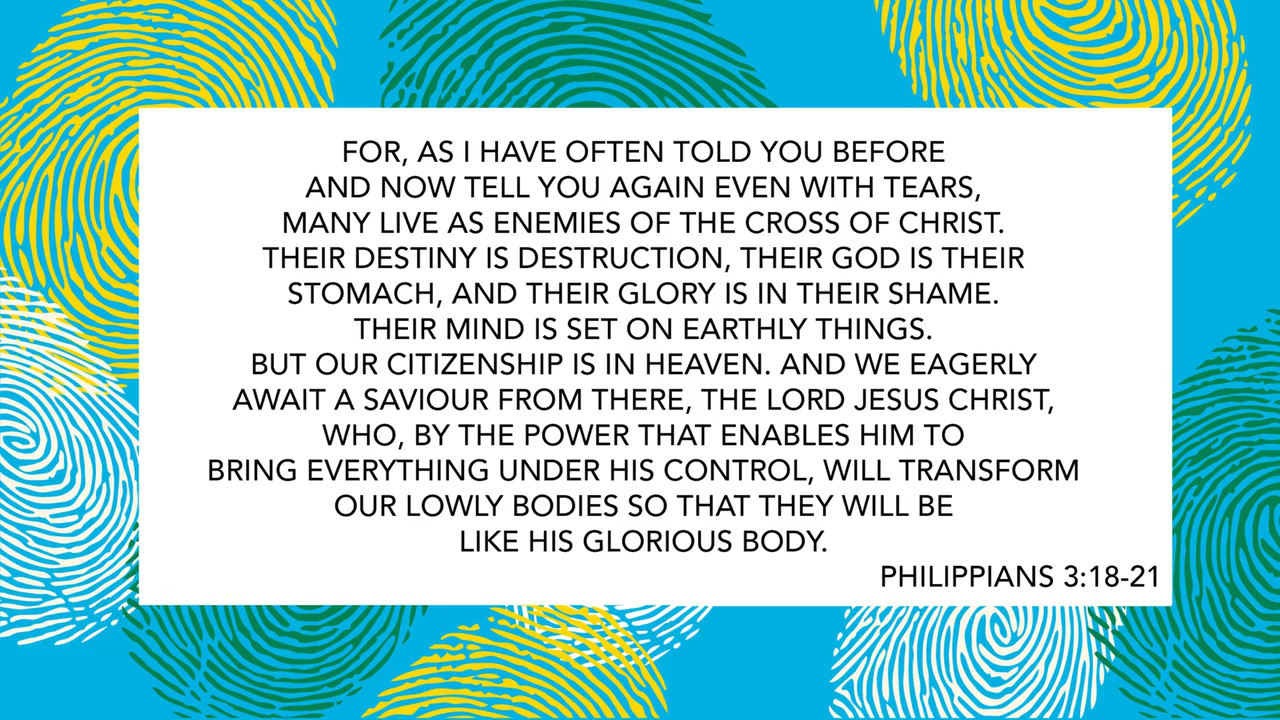 FOR, AS I HAVE OFTEN TOLD YOU BEFORE
AND NOW TELL YOU AGAIN EVEN WITH TEARS,
MANY LIVE AS ENEMIES OF THE CROSS OF CHRIST.
THEIR DESTINY IS DESTRUCTION, THEIR GOD IS THEIR
STOMACH, AND THEIR GLORY IS IN THEIR SHAME.
THEIR MIND IS SET ON EARTHLY THINGS.
BUT OUR CITIZENSHIP IS IN HEAVEN. AND WE EAGERLY
AWAIT A SAVIOUR FROM THERE, THE LORD JESUS CHRIST,
WHO, BY THE POWER THAT ENABLES HIM TO
BRING EVERYTHING UNDER HIS CONTROL, WILL TRANSFORM
OUR LOWLY BODIES SO THAT THEY WILL BE
LIKE HIS GLORIOUS BODY.
PHILIPPIANS 3:18-21